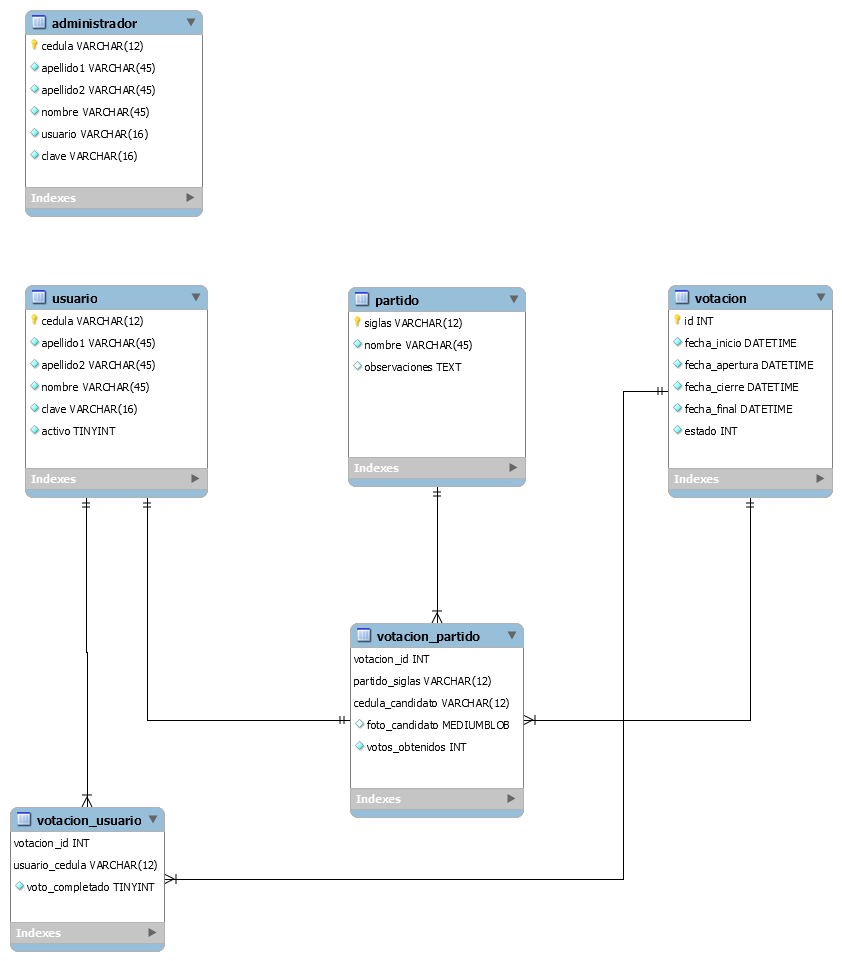 administrador
cedula VARCHAR(12)
apellido1 VARCHAR(45)
apellido2 VARCHAR(45)
nombre VARCHAR(45)
usuario VARCHAR(16)
clave VARCHAR(16)
Indexes
usuario
cedula VARCHAR(12)
apellido1 VARCHAR(45)
apellido2 VARCHAR(45)
nombre VARCHAR(45)
clave VARCHAR(16)
activo TINYINT
Indexes
partido
siglas VARCHAR(12)
nombre VARCHAR(45)
observaciones TEXT
Indexes
votacion
id INT
fecha_inicio DATETIME
fecha_apertura DATETIME
fecha_cierre DATETIME
fecha_final DATETIME
estado INT
Indexes
votacion_partido
votacion_id INT
partido_siglas VARCHAR(12)
cedula_candidato VARCHAR(12)
foto_candidato MEDIUMBLOB
votos_obtenidos INT
Indexes
votacion_usuario
votacion_id INT
usuario_cedula VARCHAR(12)
voto_completado TINYINT
Indexes